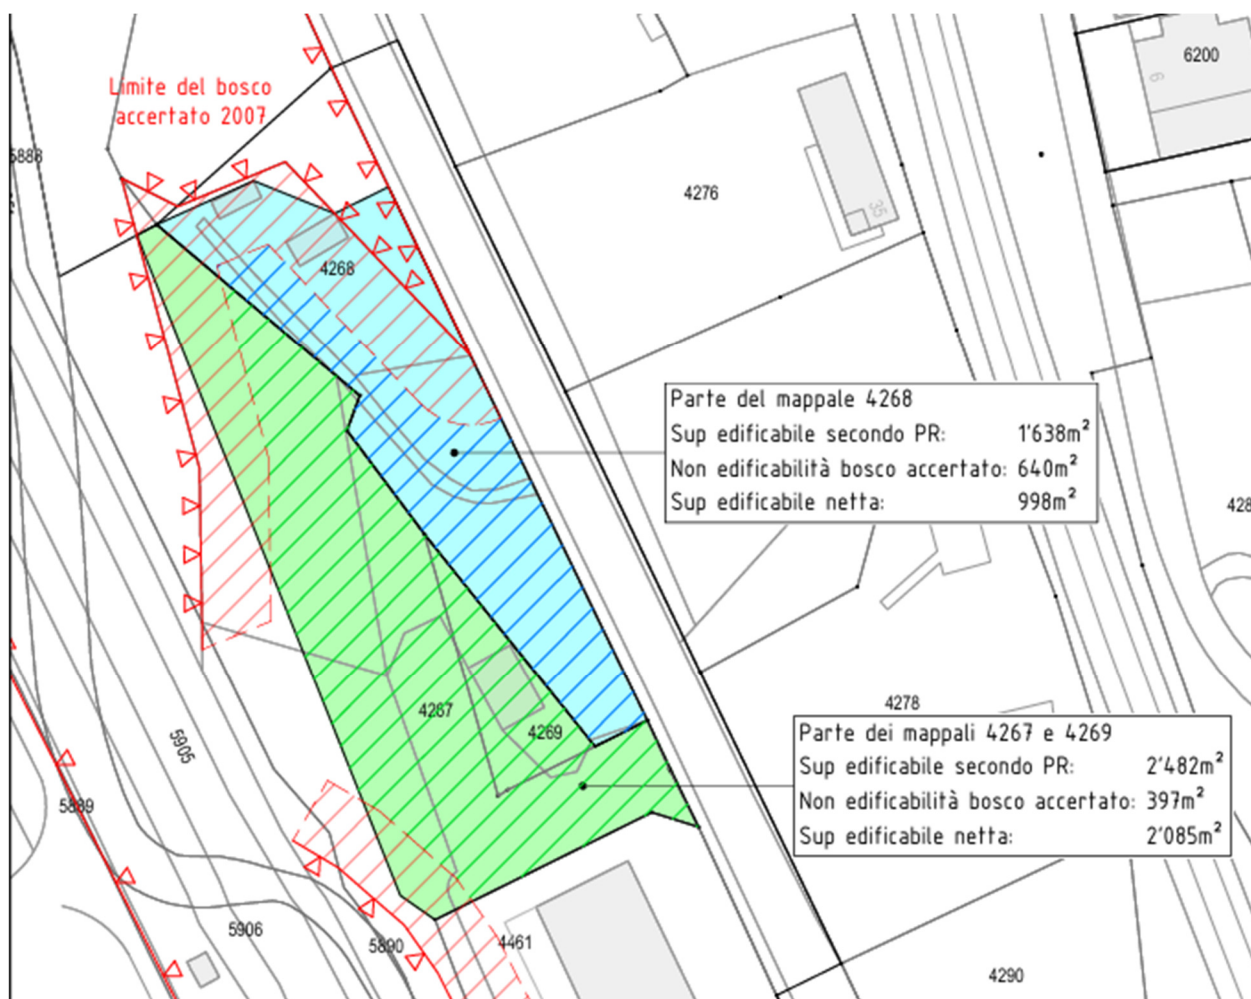 6200
6
Limite del bosco
accertato 2007
5888
4276
35
4268
Parte del mappale 4268
Sup edificabile secondo PR: 1'638m²
Non edificabilità bosco accertato: 640m²
Sup edificabile netta: 998m²
428
4267
4269
4278
5905
Parte dei mappali 4267 e 4269
Sup edificabile secondo PR: 2'482m²
Non edificabilità bosco accertato: 397m²
Sup edificabile netta: 2'085m²
5889
5906
5890
4461
4290